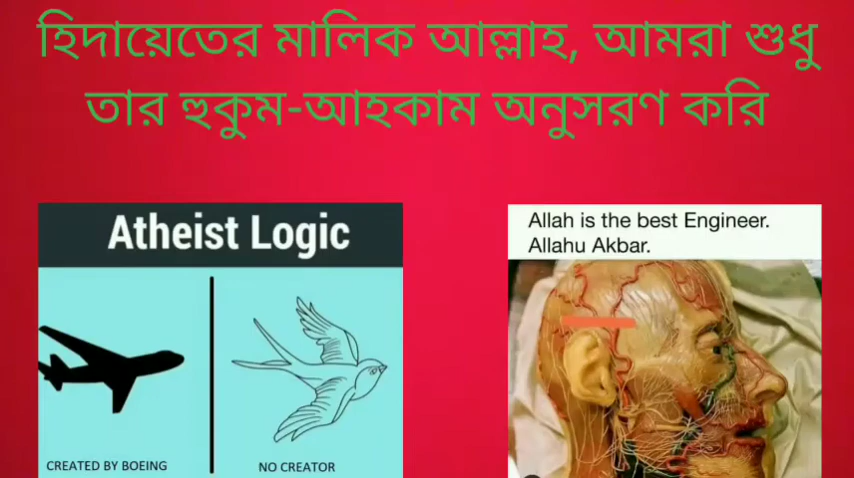 হিদায়েতের মালিক আল্লাহ, আমরা শুধু
তার হুকুম-আহকাম অনুসরণ করি
Atheist Logic
CREATED BY BOEING
NO CREATOR
Allah is the best Engineer.
Allahu Akbar.